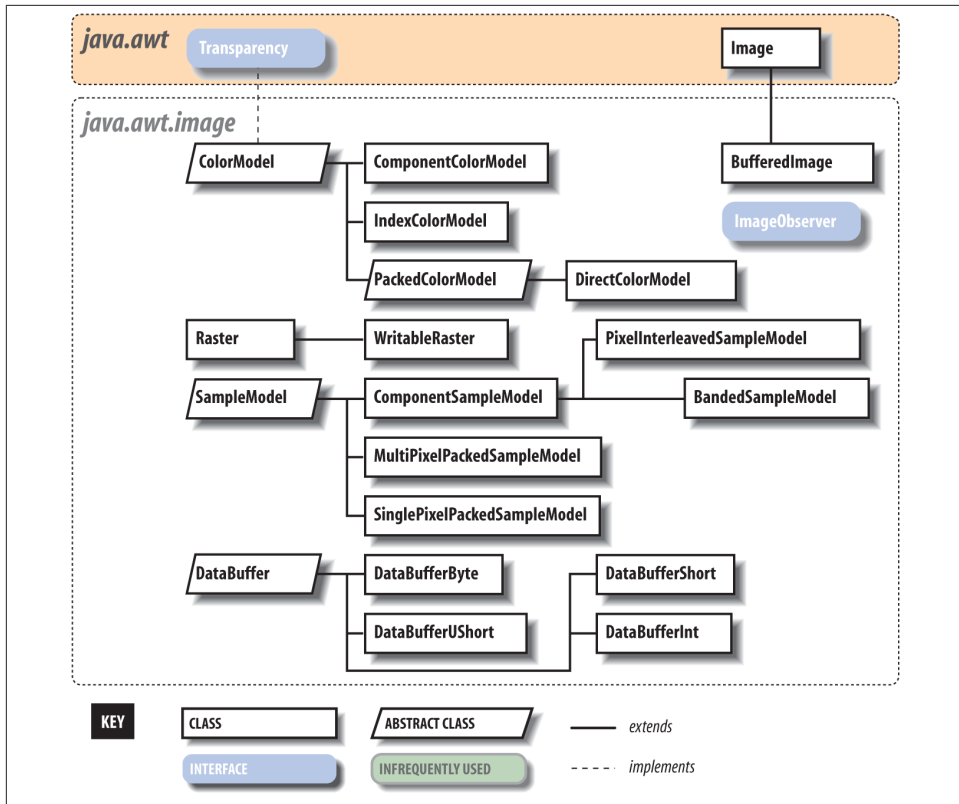 java.awt
Transparency
Image
java.awt.image
ColorModel
ComponentColorModel
BufferedImage
IndexColorModel
ImageObserver
PackedColorModel
DirectColorModel
Raster
WritableRaster
PixelInterleavedSampleModel
SampleModel
ComponentSampleModel
BandedSampleModel
MultiPixelPackedSampleModel
SinglePixelPackedSampleModel
DataBuffer
DataBufferByte
DataBufferShort
DataBufferUShort
DataBufferInt
KEY
CLASS
ABSTRACT CLASS
extends
INTERFACE
INFREQUENTLY USED
implements